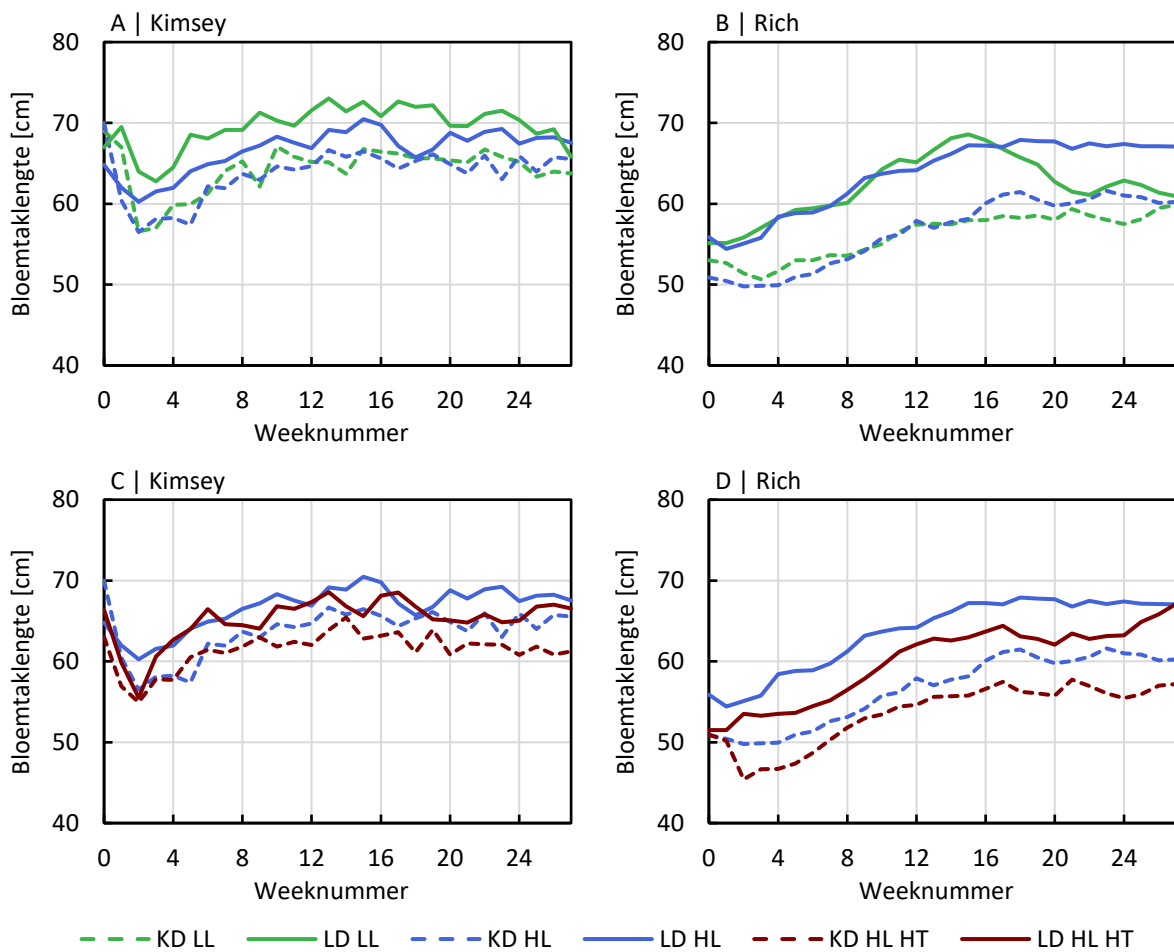 A | Kimsey
B | Rich
Bloemtaklengte [cm]
80
70
60
50
40
0 4 8 12 16 20 24
Weeknummer
Bloemtaklengte [cm]
80
70
60
50
40
0 4 8 12 16 20 24
Weeknummer
C | Kimsey
D | Rich
Bloemtaklengte [cm]
80
70
60
50
40
0 4 8 12 16 20 24
Weeknummer
Bloemtaklengte [cm]
80
70
60
50
40
0 4 8 12 16 20 24
Weeknummer
KD LL LD LL KD HL LD HL KD HL HT LD HL HT